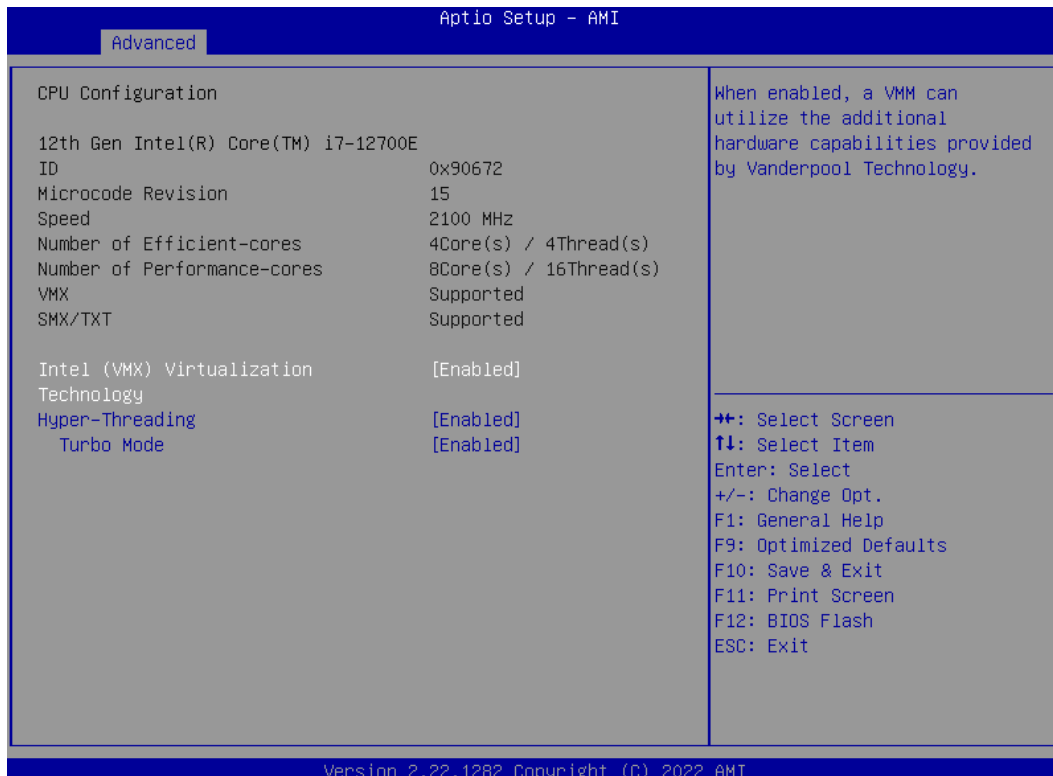 Aptio Setup – AMI
Advanced
CPU Configuration
12th Gen Intel(R) Core(TM) i7-12700E
ID 0x90672
Microcode Revision 15
Speed 2100 MHz
Number of Efficient-cores 4Core(s) / 4Thread(s)
Number of Performance-cores 8Core(s) / 16Thread(s)
VMX Supported
SMX/TXT Supported
Intel (VMX) Virtualization [Enabled]
Technology
Hyper-Threading [Enabled]
Turbo Mode [Enabled]
When enabled, a VMM can
utilize the additional
hardware capabilities provided
by Vanderpool Technology.
→←: Select Screen
↑↓: Select Item
Enter: Select
+/-: Change Opt.
F1: General Help
F9: Optimized Defaults
F10: Save & Exit
F11: Print Screen
F12: BIOS Flash
ESC: Exit
Version 2.22.1282 Copyright (C) 2022 AMI